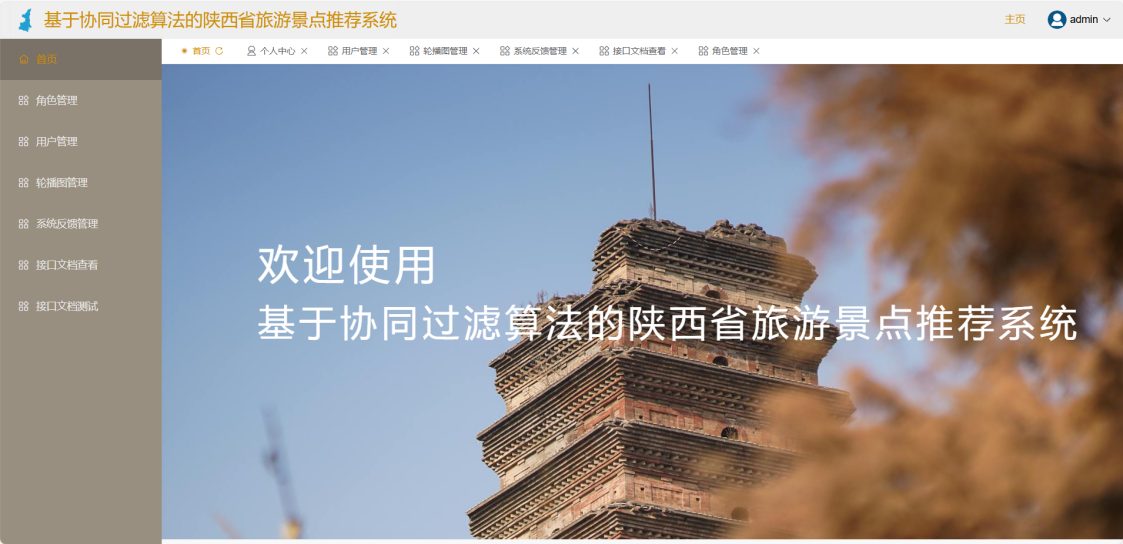 基于协同过滤算法的陕西省旅游景点推荐系统
主页 admin
首页 个人中心 用户管理 轮播图管理 系统反馈管理 接口文档查看 角色管理
首页
角色管理
用户管理
轮播图管理
系统反馈管理
接口文档查看
接口文档测试
欢迎使用
基于协同过滤算法的陕西省旅游景点推荐系统